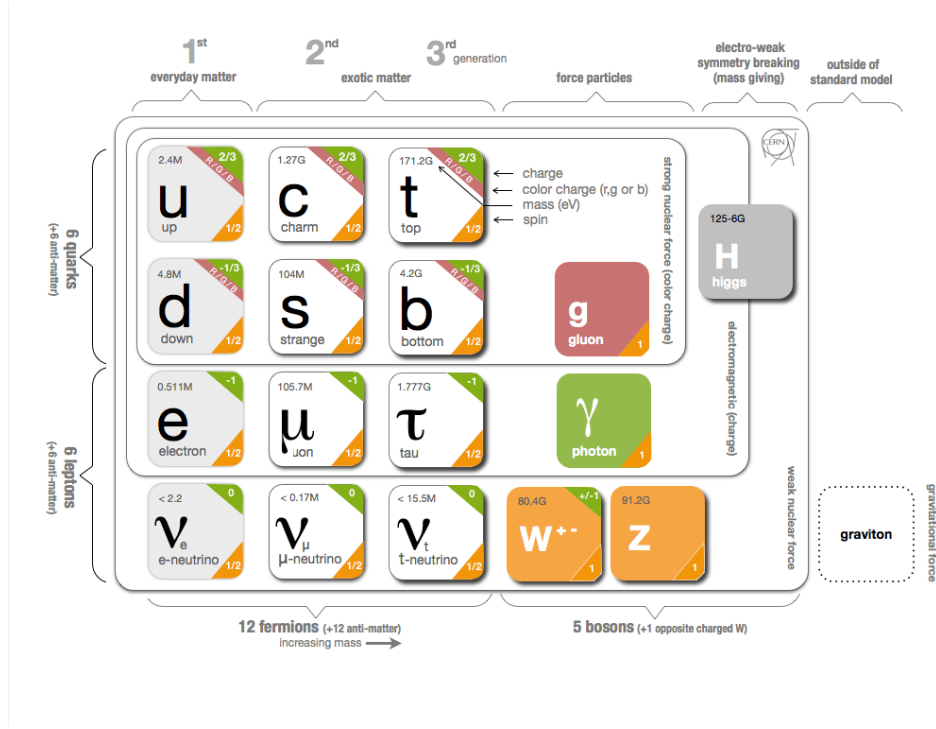 1st
2nd
3rd generation
everyday matter
exotic matter
force particles
electro-weak
symmetry breaking
(mass giving)
outside of
standard model
CERN
6 quarks
(+6 anti-matter)
2.4M
2/3
R/G/B
u
up
1/2
1.27G
2/3
R/G/B
c
charm
1/2
171.2G
2/3
R/G/B
t
top
1/2
charge
color charge (r,g or b)
mass (eV)
spin
strong nuclear force (color charge)
125-6G
H
higgs
4.8M
-1/3
R/G/B
d
down
1/2
104M
-1/3
R/G/B
s
strange
1/2
4.2G
-1/3
R/G/B
b
bottom
1/2
g
gluon
1
electromagnetic (charge)
6 leptons
(+6 anti-matter)
0.511M
-1
e
electron
1/2
105.7M
-1
μ
uon
1/2
1.777G
-1
τ
tau
1/2
γ
photon
1
weak nuclear force
< 2.2
0
νe
e-neutrino
1/2
< 0.17M
0
νμ
μ-neutrino
1/2
< 15.5M
0
νt
t-neutrino
1/2
80.4G
+/-1
W+-
1
91.2G
Z
1
graviton
gravitational force
12 fermions (+12 anti-matter)
increasing mass
5 bosons (+1 opposite charged W)